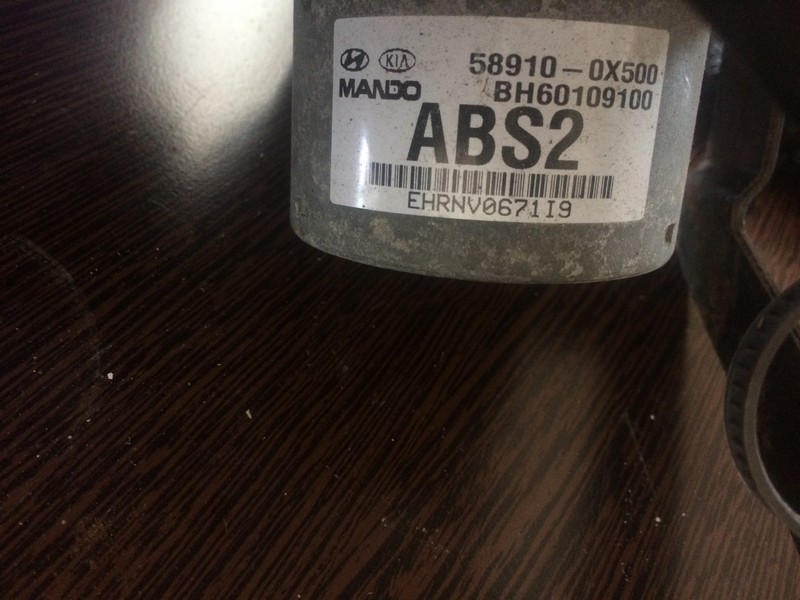 KIA 58910-0X500
MANDO BH60109100
ABS2
EHRNV0671I9